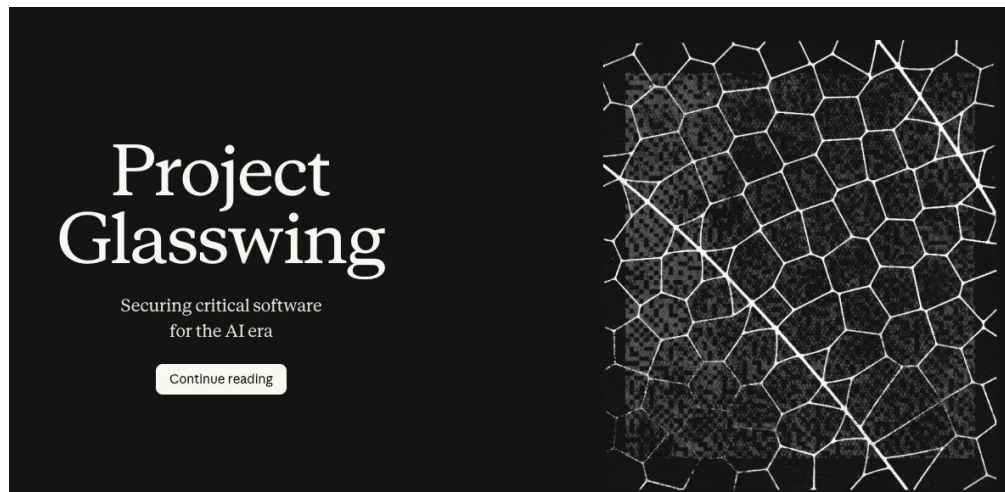 Project
Glasswing
Securing critical software
for the AI era
Continue reading